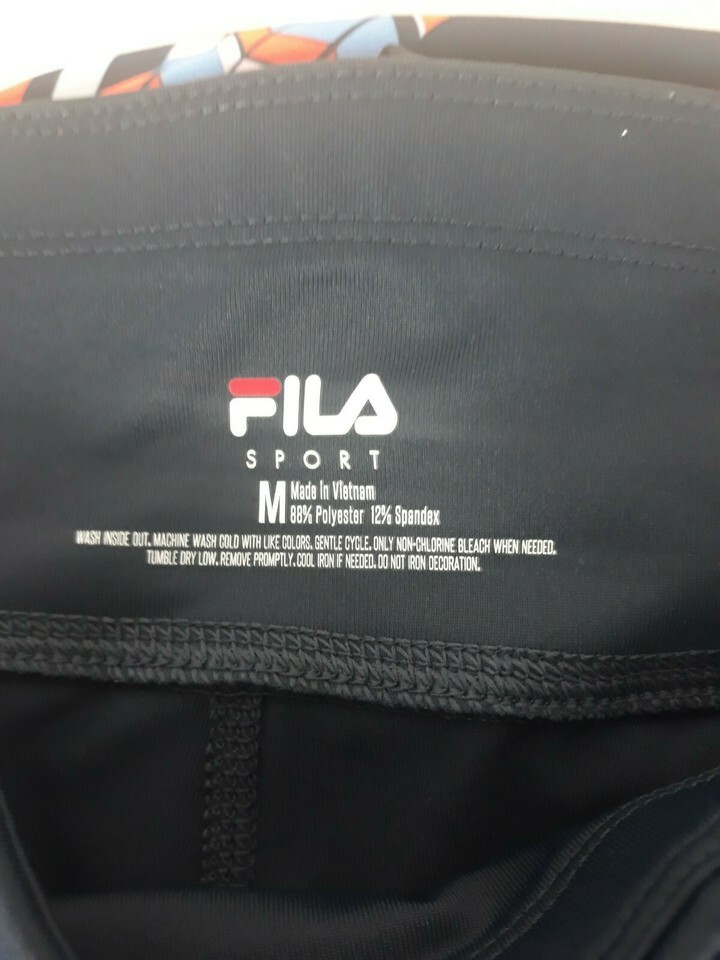 FILA
SPORT
M Made In Vietnam
88% Polyester 12% Spandex
WASH INSIDE OUT. MACHINE WASH COLD WITH LIKE COLORS. GENTLE CYCLE. ONLY NON-CHLORINE BLEACH WHEN NEEDED.
TUMBLE DRY LOW. REMOVE PROMPTLY. COOL IRON IF NEEDED. DO NOT IRON DECORATION.